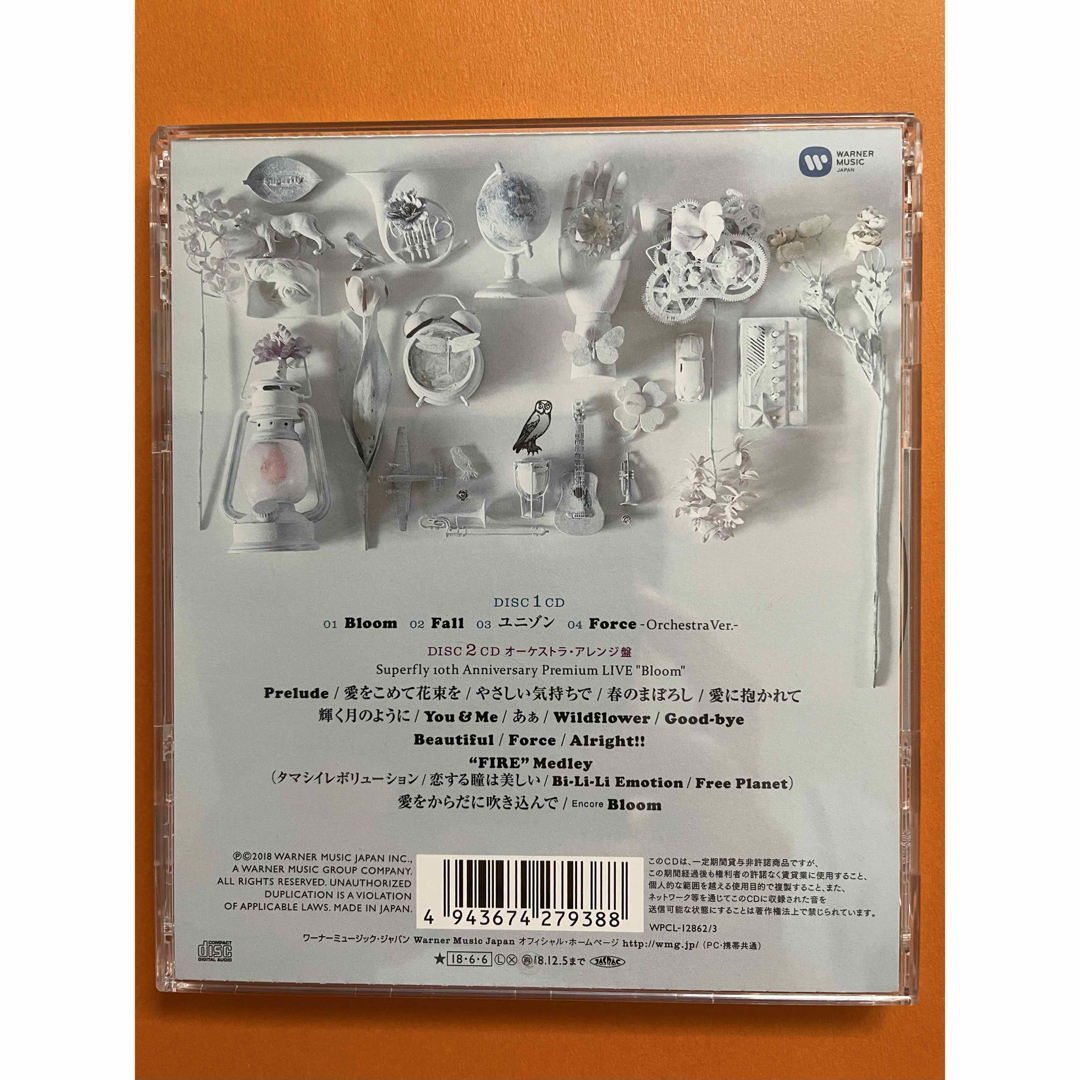 WARNER
MUSIC
JAPAN
DISC 1 CD
01 Bloom 02 Fall 03 ユニゾン 04 Force -Orchestra Ver.-
DISC 2 CD オーケストラ・アレンジ盤
Superfly 10th Anniversary Premium LIVE "Bloom"
Prelude / 愛をこめて花束を / やさしい気持ちで / 春のまぼろし / 愛に抱かれて
輝く月のように / You & Me / あぁ / Wildflower / Good-bye
Beautiful / Force / Alright!!
“FIRE” Medley
(タマシイレボリューション / 恋する瞳は美しい / Bi-Li-Li Emotion / Free Planet)
愛をからだに吹き込んで / Encore Bloom
℗©2018 WARNER MUSIC JAPAN INC.,
A WARNER MUSIC GROUP COMPANY.
ALL RIGHTS RESERVED. UNAUTHORIZED
DUPLICATION IS A VIOLATION
OF APPLICABLE LAWS. MADE IN JAPAN.
4 943674 279388
このCDは、一定期間貸与非許諾商品ですが、
この期間経過後も権利者の許諾なく賃貸業に使用すること、
個人的な範囲を越える使用目的で複製すること、また、
ネットワーク等を通じてこのCDに収録された音を
送信可能な状態にすることは著作権法上で禁じられています。
WPCL-12862/3
COMPACT
disc
DIGITAL AUDIO
ワーナーミュージック・ジャパン Warner Music Japan オフィシャル・ホームページ http://wmg.jp/ (PC・携帯共通)
★ 18・6・6 Ⓛ Ⓧ 18.12.5まで JASRAC